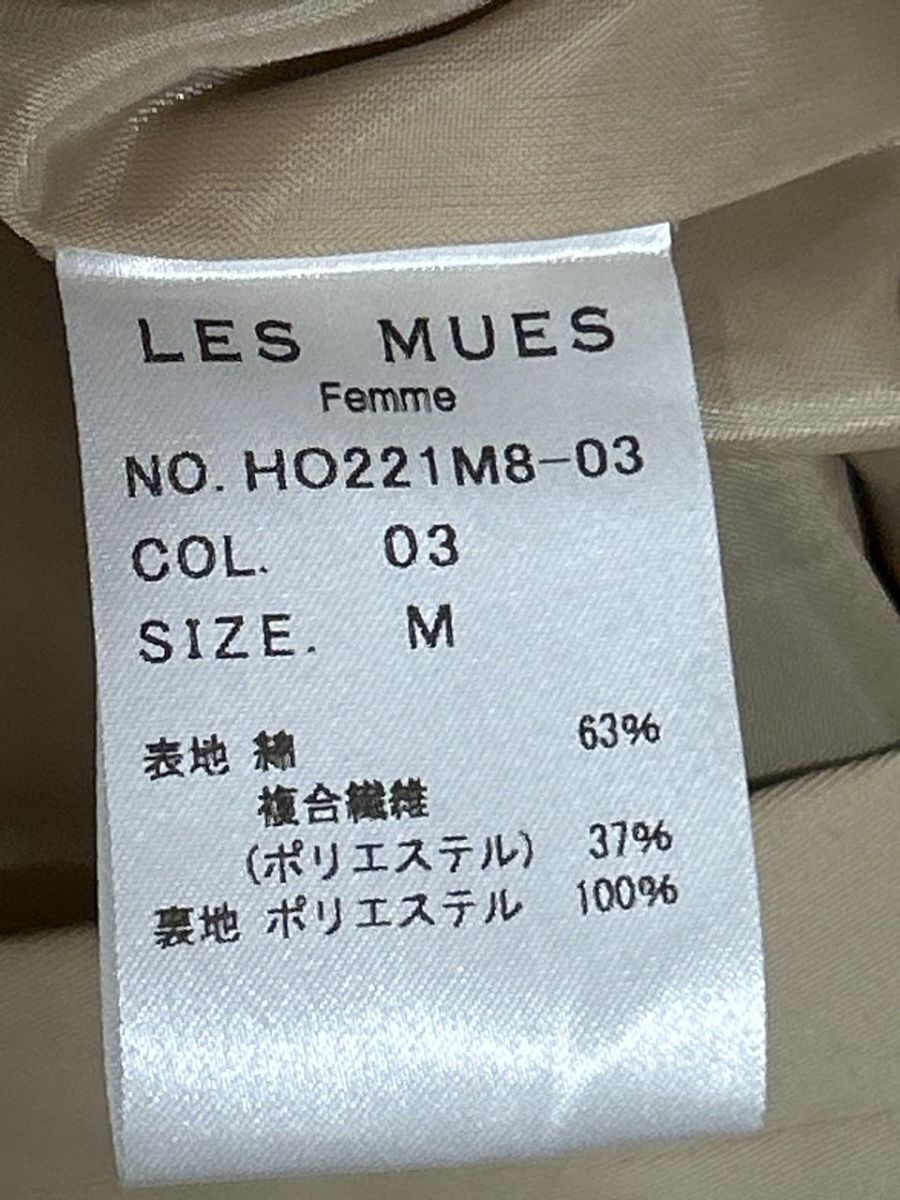 LES MUES
Femme
NO. HO221M8-03
COL. 03
SIZE. M
表地 綿 63%
複合繊維
(ポリエステル) 37%
裏地 ポリエステル 100%